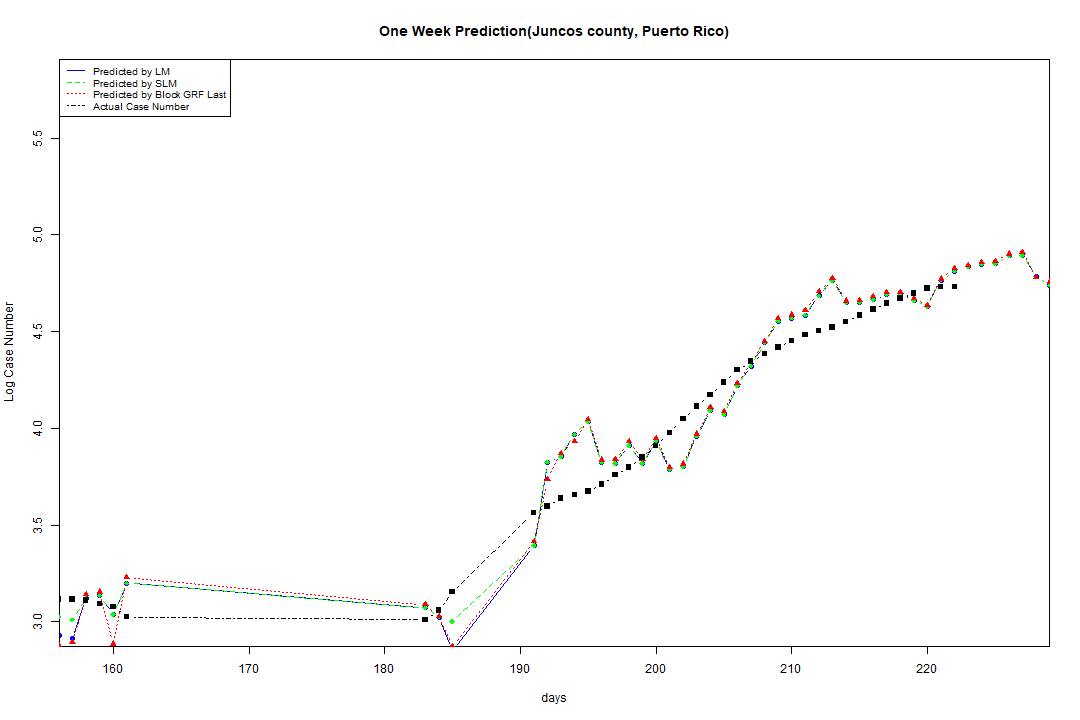 One Week Prediction(Juncos county, Puerto Rico)
Predicted by LM
Predicted by SLM
Predicted by Block GRF Last
Actual Case Number
5.5
5.0
4.5
4.0
3.5
3.0
Log Case Number
160 170 180 190 200 210 220
days